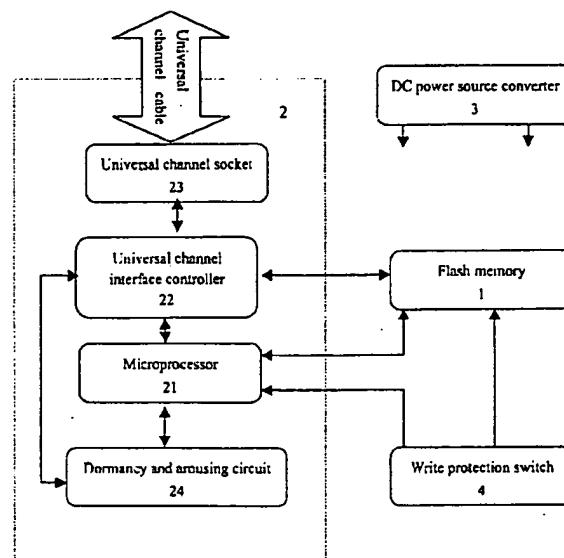 Universal
channel cable
2
DC power source converter
3
Universal channel socket
23
Universal channel
interface controller
22
Flash memory
1
Microprocessor
21
Dormancy and arousing circuit
24
Write protection switch
4